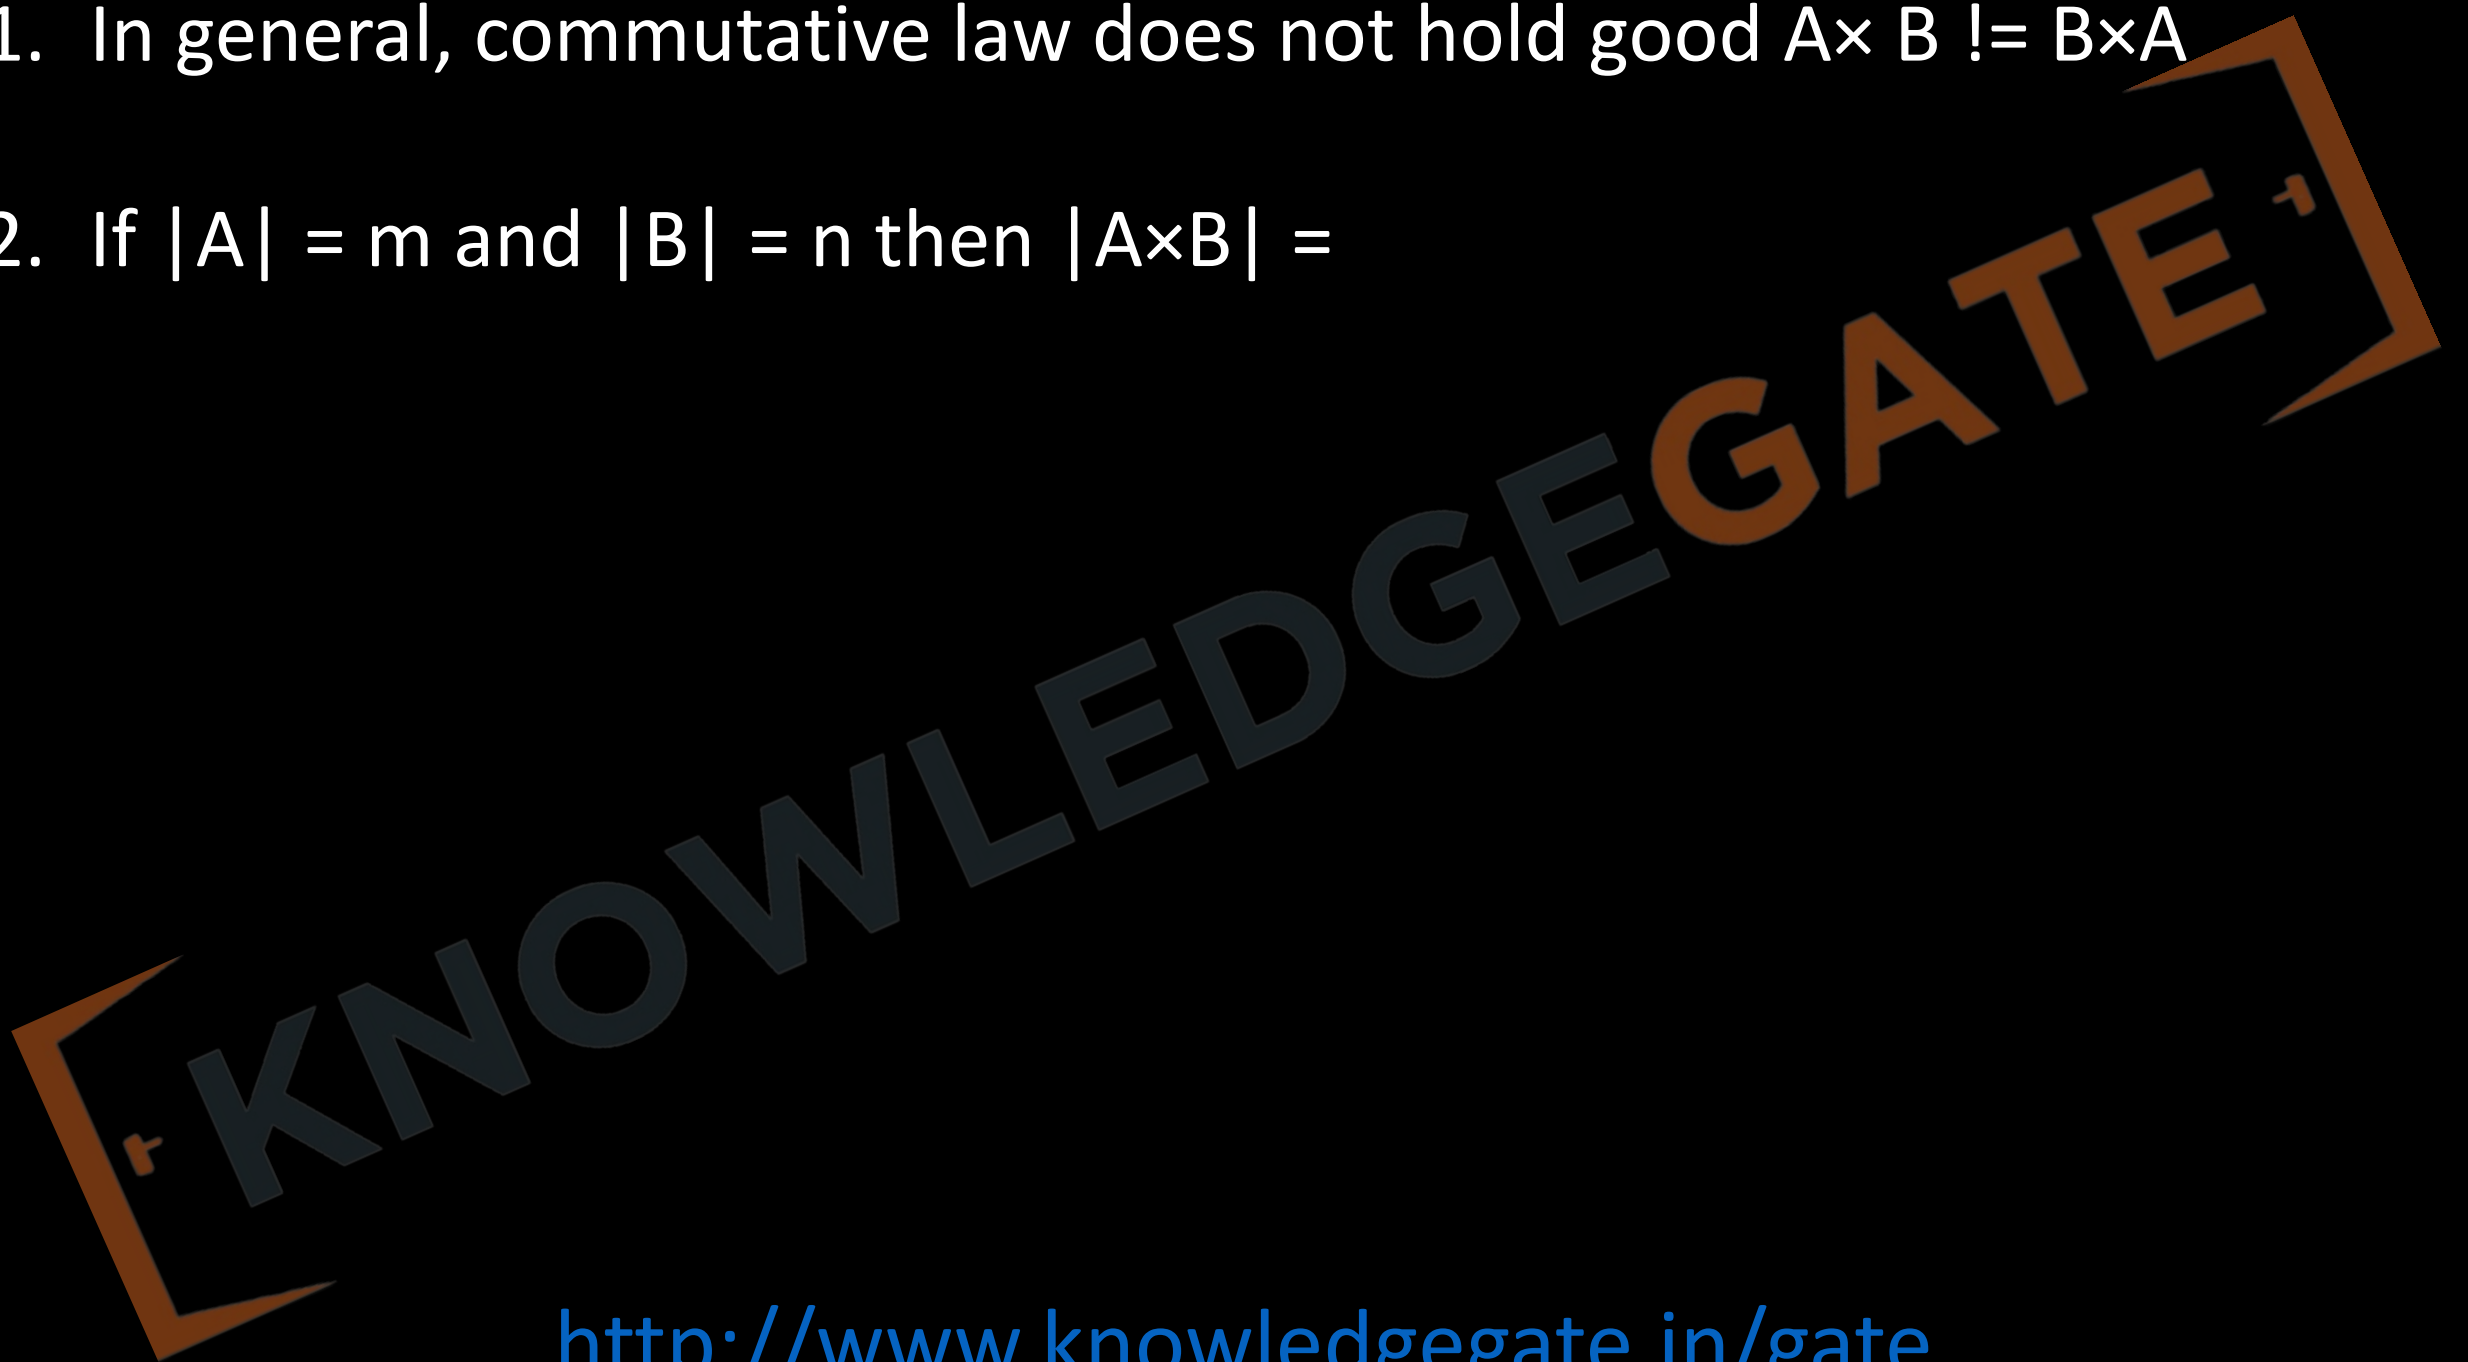 1. In general, commutative law does not hold good A× B != B×A
2. If |A| = m and |B| = n then |A×B| =
KNOWLEDGEGATE
http://www.knowledgegate.in/gate